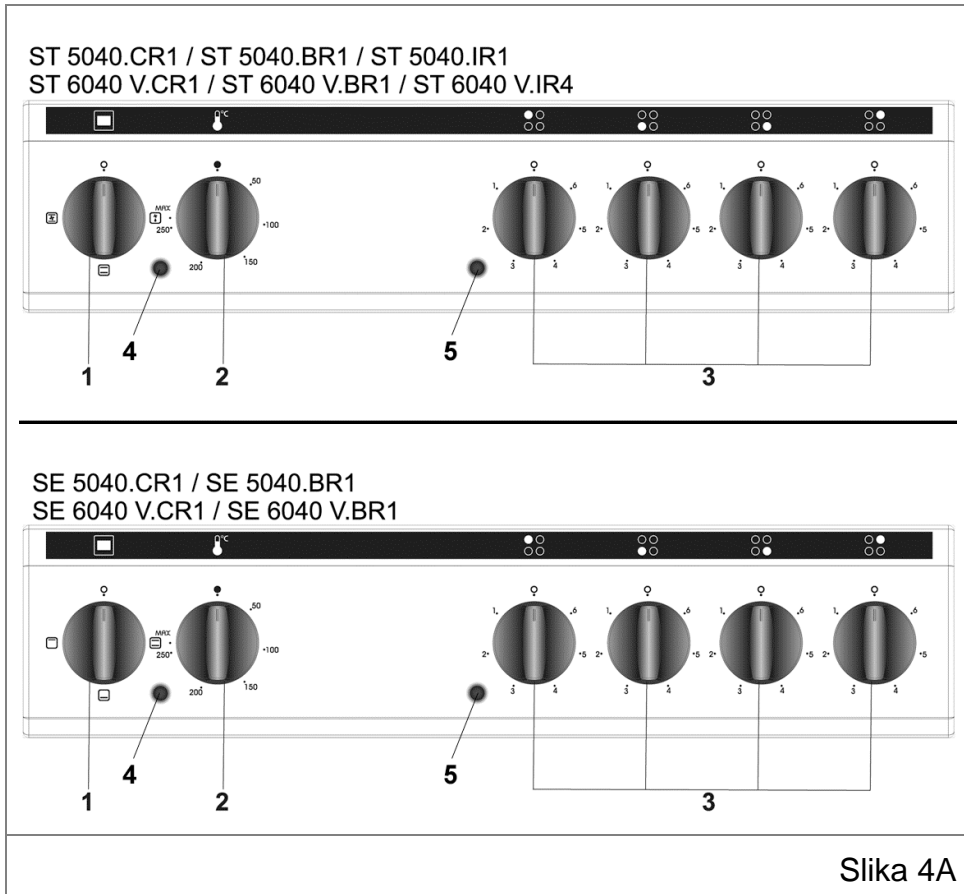 ST 5040.CR1 / ST 5040.BR1 / ST 5040.IR1
ST 6040 V.CR1 / ST 6040 V.BR1 / ST 6040 V.IR4
°C
50
100
150
200
250
MAX
1 2 3 4 5 6
1 2 3 4 5 6
1 2 3 4 5 6
1 2 3 4 5 6
4 5
1 2 3
SE 5040.CR1 / SE 5040.BR1
SE 6040 V.CR1 / SE 6040 V.BR1
°C
50
100
150
200
250
MAX
1 2 3 4 5 6
1 2 3 4 5 6
1 2 3 4 5 6
1 2 3 4 5 6
4 5
1 2 3
Slika 4A